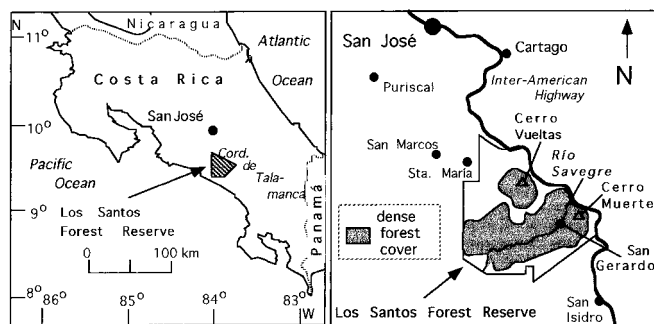 N
11°
10°
9°
8°
86°
85°
84°
83°
W
Nicaragua
Atlantic
Ocean
Costa Rica
San José
Cord.
de
Tala-
manca
Pacific
Ocean
Los Santos
Forest Reserve
0 100 km
Panamá
San José
Cartago
Inter-American
Highway
Puriscal
N
Cerro
Vueltas
San Marcos
Sta. María
Río
Savegre
Cerro
Muerte
dense
forest
cover
San
Gerardo
Los Santos Forest Reserve
San
Isidro